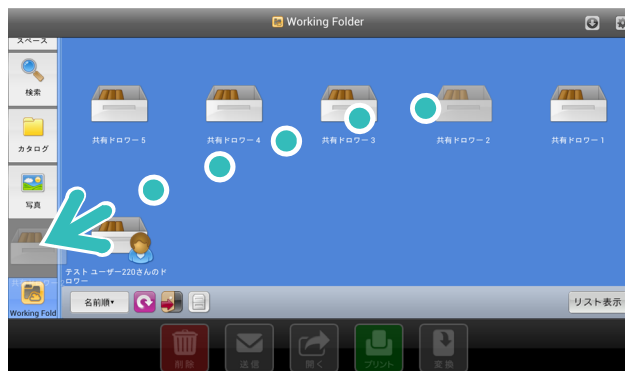 Working Folder
スペース
検索
カタログ
写真
Working Fold
共有ドロワー 5
共有ドロワー 4
共有ドロワー 3
共有ドロワー 2
共有ドロワー 1
テスト ユーザー220さんのド
ロワー
名前順▾
リスト表示
削除
送信
開く
プリント
変換